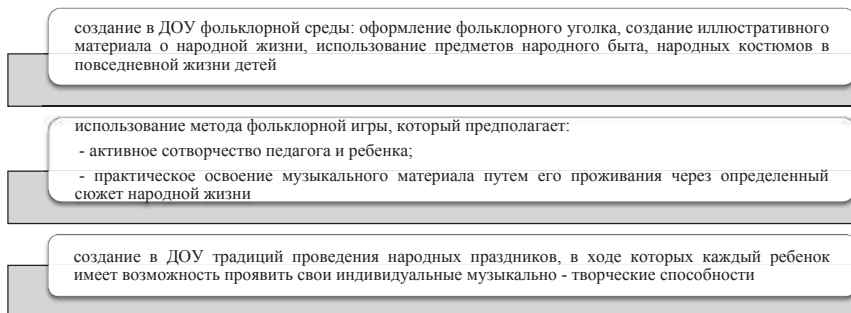 создание в ДОУ фольклорной среды: оформление фольклорного уголка, создание иллюстративного
материала о народной жизни, использование предметов народного быта, народных костюмов в
повседневной жизни детей
использование метода фольклорной игры, который предполагает:
- активное сотворчество педагога и ребенка;
- практическое освоение музыкального материала путем его проживания через определенный
сюжет народной жизни
создание в ДОУ традиций проведения народных праздников, в ходе которых каждый ребенок
имеет возможность проявить свои индивидуальные музыкально - творческие способности